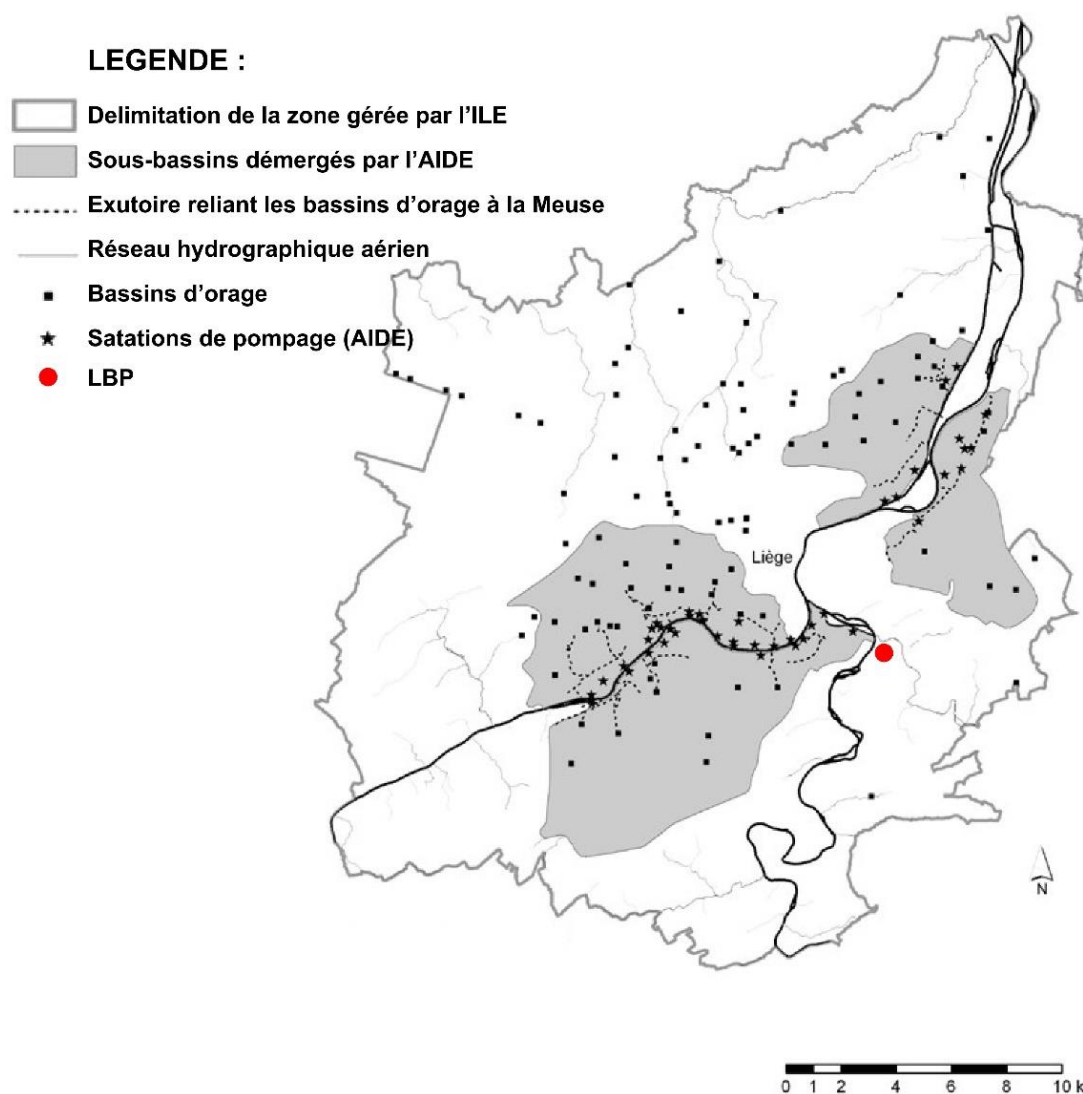 LEGENDE :
Delimitation de la zone gérée par l'ILE
Sous-bassins démergés par l'AIDE
Exutoire reliant les bassins d'orage à la Meuse
Réseau hydrographique aérien
Bassins d'orage
Satations de pompage (AIDE)
LBP
Liège
N
0 1 2 4 6 8 10 k